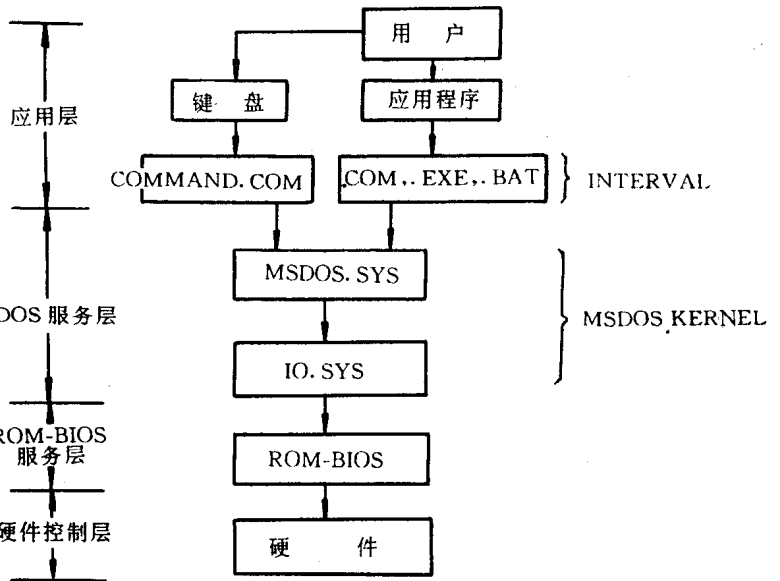 用 户
键 盘
应用程序
应用层
COMMAND.COM
.COM,.EXE,.BAT
INTERVAL
MSDOS.SYS
DOS 服务层
MSDOS KERNEL
IO.SYS
ROM-BIOS
服务层
ROM-BIOS
硬件控制层
硬 件